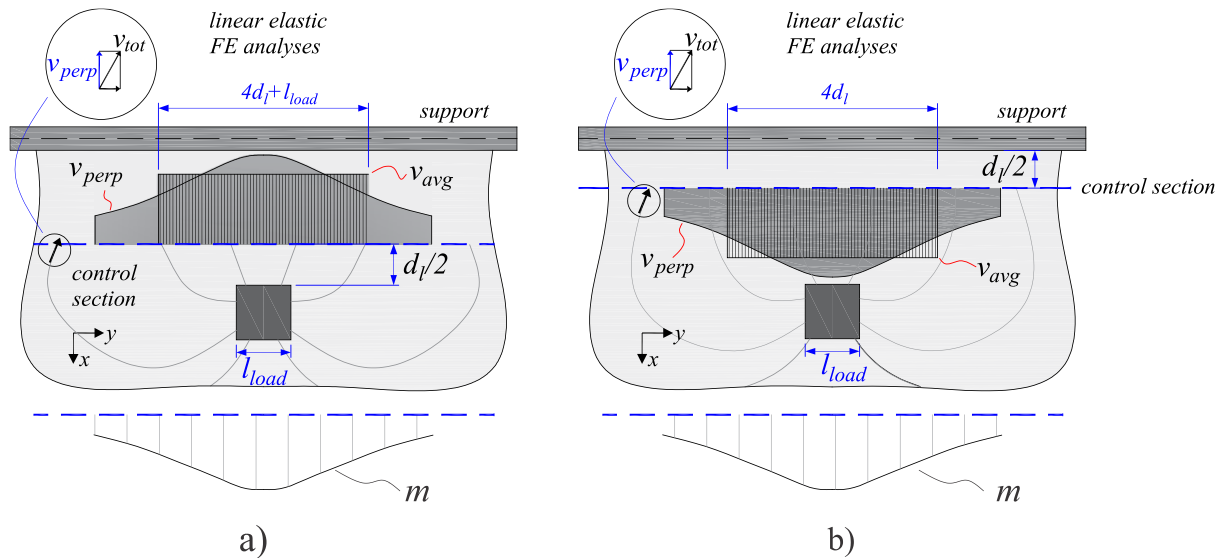 linear elastic
FE analyses
v_tot
v_perp
4d_l+l_load
support
v_perp
v_avg
control
section
d_l/2
y
x
l_load
m
a)
linear elastic
FE analyses
v_tot
v_perp
4d_l
support
d_l/2
control section
v_perp
v_avg
y
x
l_load
m
b)